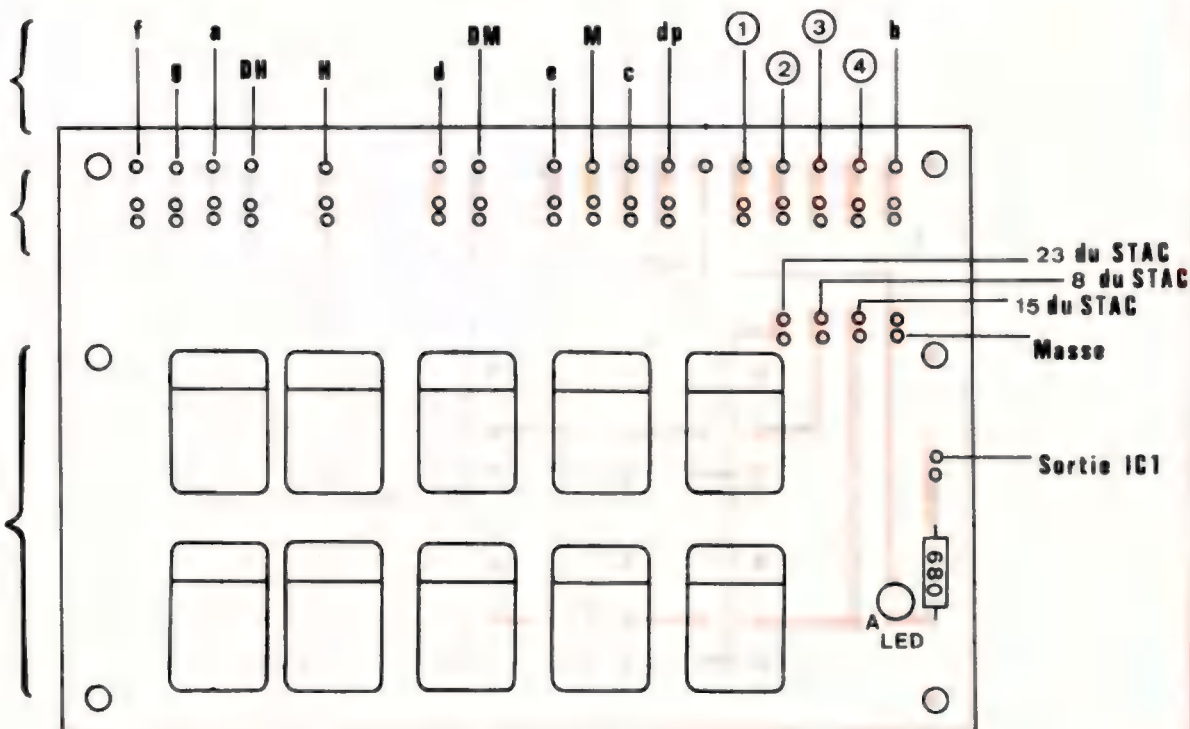 f a DM M dp 1 3 b
g DH H d e c 2 4
23 du STAC
8 du STAC
15 du STAC
Masse
Sortie IC1
680
A
LED